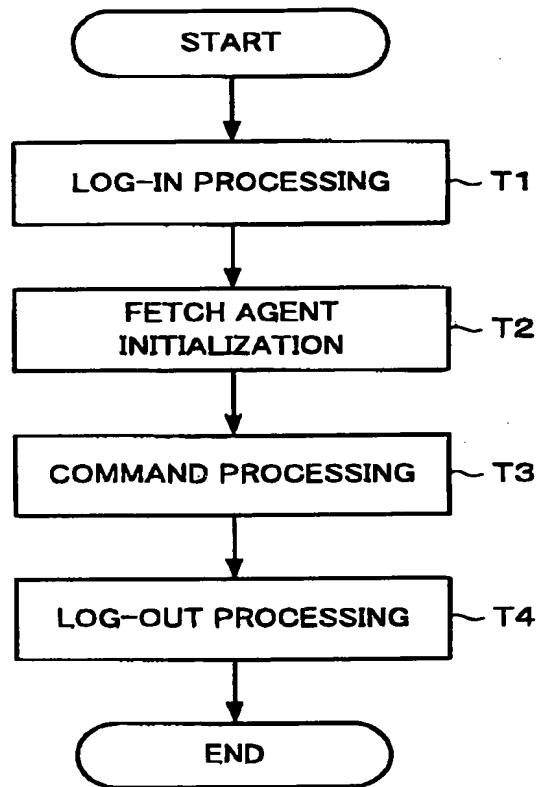 START
LOG-IN PROCESSING
T1
FETCH AGENT
INITIALIZATION
T2
COMMAND PROCESSING
T3
LOG-OUT PROCESSING
T4
END